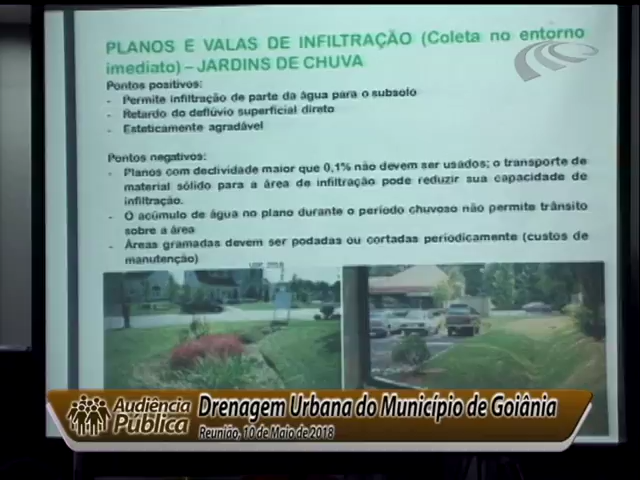 PLANOS E VALAS DE INFILTRAÇÃO (Coleta no entorno
imediato) – JARDINS DE CHUVA
Pontos positivos:
- Permite infiltração de parte da água para o subsolo
- Retardo do deflúvio superficial direto
- Esteticamente agradável
Pontos negativos:
- Planos com declividade maior que 0,1% não devem ser usados; o transporte de
material sólido para a área de infiltração pode reduzir sua capacidade de
infiltração.
- O acúmulo de água no plano durante o período chuvoso não permite trânsito
sobre a área
- Áreas gramadas devem ser podadas ou cortadas periodicamente (custos de
manutenção)
Audiência
Pública
Drenagem Urbana do Município de Goiânia
Reunião, 10 de Maio de 2018